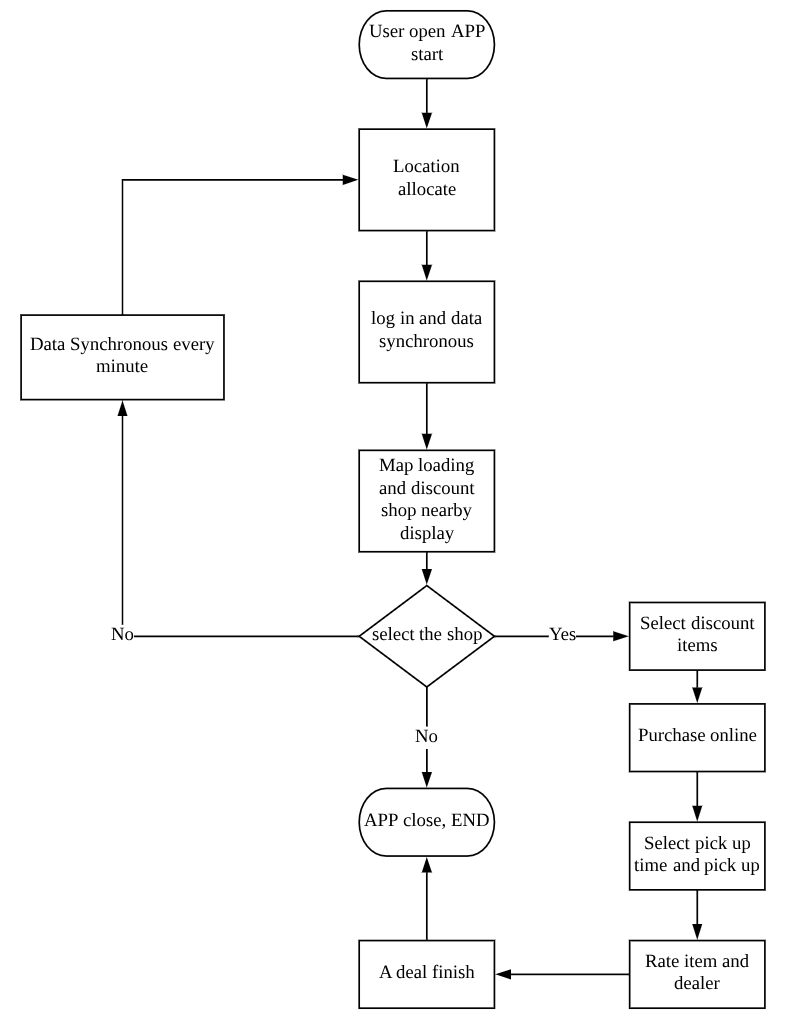 User open APP
start
Location
allocate
log in and data
synchronous
Data Synchronous every
minute
Map loading
and discount
shop nearby
display
select the shop
No
Yes
No
Select discount
items
Purchase online
Select pick up
time and pick up
Rate item and
dealer
A deal finish
APP close, END